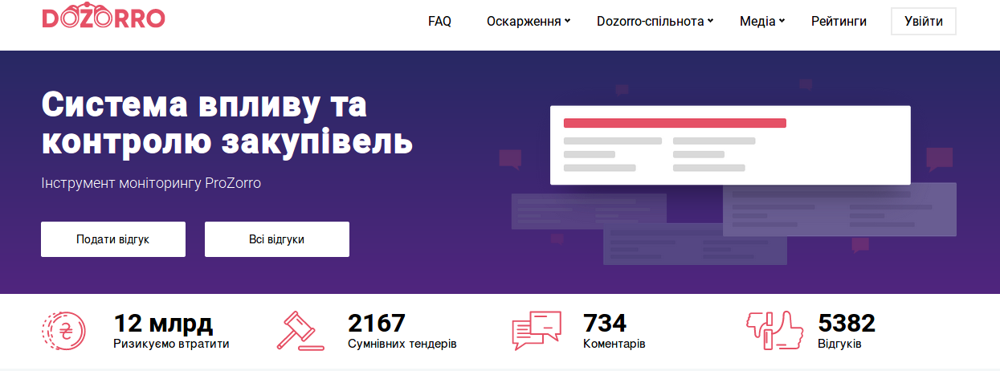 DOZORRO
FAQ Оскарження Dozorro-спільнота Медіа Рейтинги Увійти
Система впливу та
контролю закупівель
Інструмент моніторингу ProZorro
Подати відгук Всі відгуки
12 млрд 2167 734 5382
Ризикуємо втратити Сумнівних тендерів Коментарів Відгуків